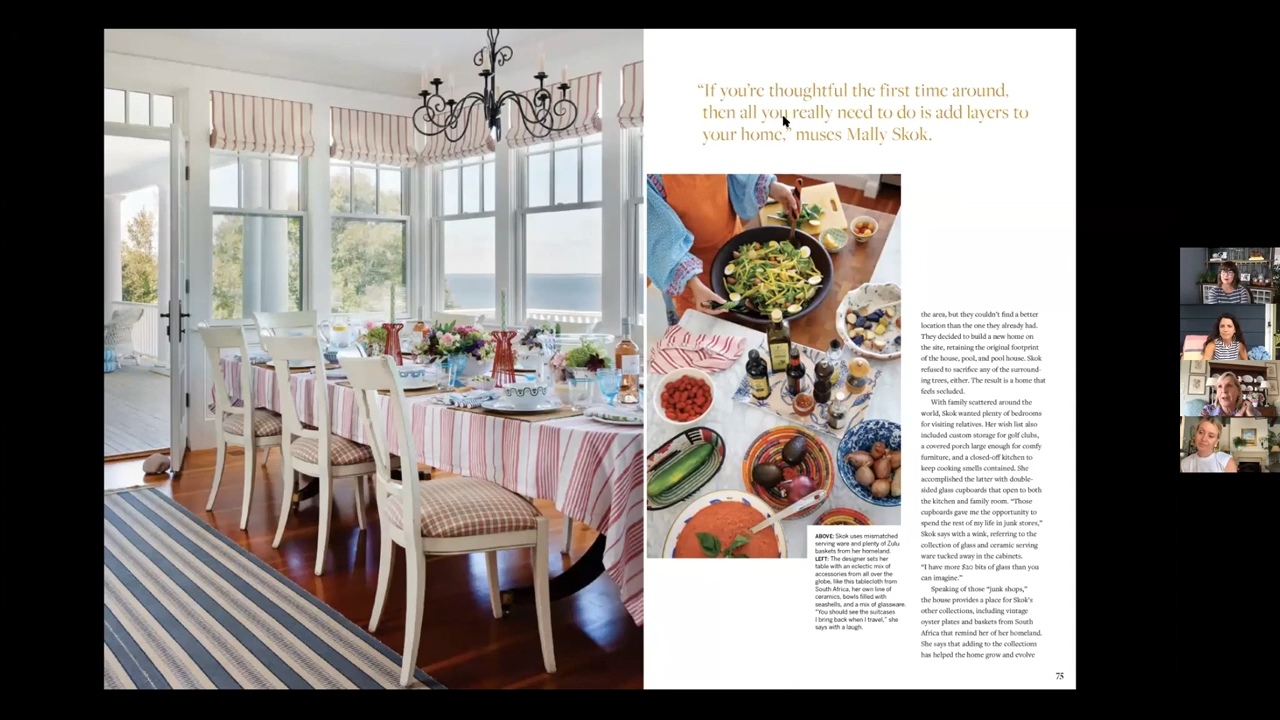 “If you’re thoughtful the first time around,
then all you really need to do is add layers to
your home,” muses Mally Skok.
ABOVE: Skok uses mismatched
serving ware and plenty of Zulu
baskets from her homeland.
LEFT: The designer sets her
table with an eclectic mix of
accessories from all over the
globe, like this tablecloth from
South Africa, her own line of
ceramics, bowls filled with
seashells, and a mix of glassware.
“You should see the suitcases
I bring back when I travel,” she
says with a laugh.
the area, but they couldn’t find a better
location than the one they already had.
They decided to build a new home on
the site, retaining the original footprint
of the house, pool, and pool house. Skok
refused to sacrifice any of the surround-
ing trees, either. The result is a home that
feels secluded.
With family scattered around the
world, Skok wanted plenty of bedrooms
for visiting relatives. Her wish list also
included custom storage for golf clubs,
a covered porch large enough for comfy
furniture, and a closed-off kitchen to
keep cooking smells contained. She
accomplished the latter with double-
sided glass cupboards that open to both
the kitchen and family room. “Those
cupboards gave me the opportunity to
spend the rest of my life in junk stores,”
Skok says with a wink, referring to the
collection of glass and ceramic serving
ware tucked away in the cabinets.
“I have more $20 bits of glass than you
can imagine.”
Speaking of those “junk shops,”
the house provides a place for Skok’s
other collections, including vintage
oyster plates and baskets from South
Africa that remind her of her homeland.
She says that adding to the collections
has helped the home grow and evolve
75